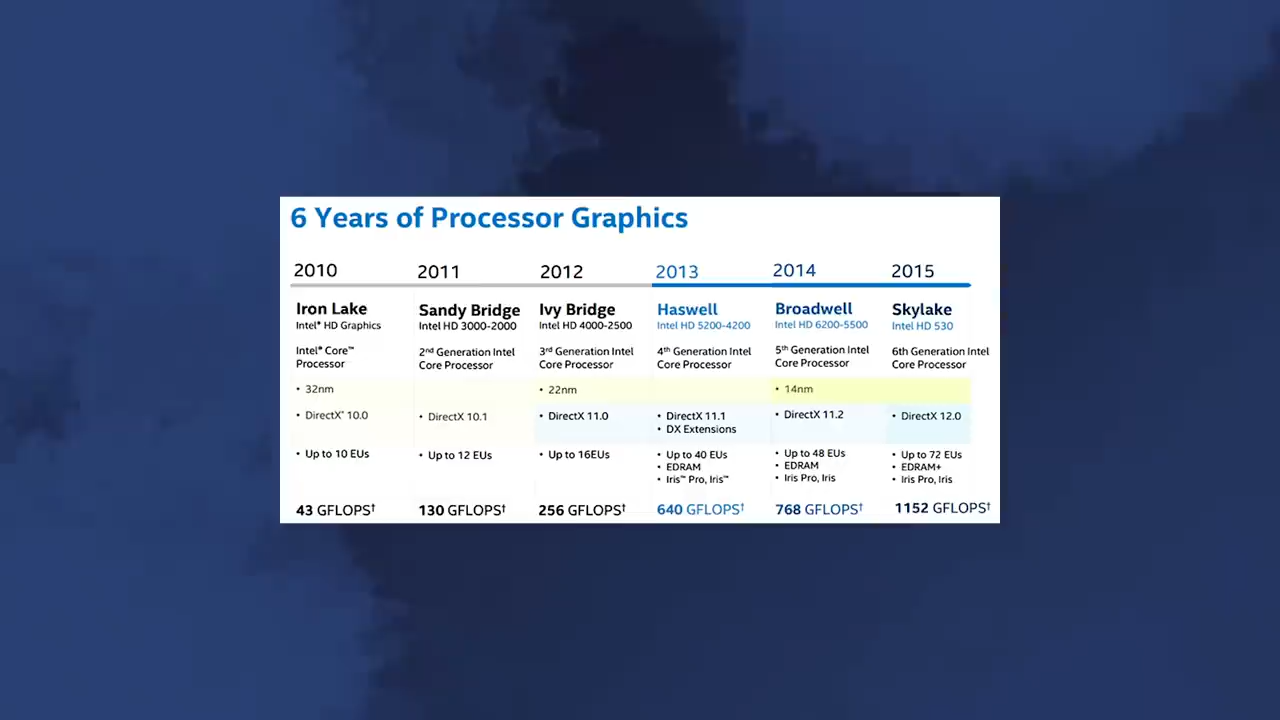 6 Years of Processor Graphics
2010 2011 2012 2013 2014 2015
Iron Lake Sandy Bridge Ivy Bridge Haswell Broadwell Skylake
Intel® HD Graphics Intel HD 3000-2000 Intel HD 4000-2500 Intel HD 5200-4200 Intel HD 6200-5500 Intel HD 530
Intel® Core™ 2nd Generation Intel 3rd Generation Intel 4th Generation Intel 5th Generation Intel 6th Generation Intel
Processor Core Processor Core Processor Core Processor Core Processor Core Processor
• 32nm • 22nm • 14nm
• DirectX* 10.0 • DirectX 10.1 • DirectX 11.0 • DirectX 11.1 • DirectX 11.2 • DirectX 12.0
• DX Extensions
• Up to 10 EUs • Up to 12 EUs • Up to 16EUs • Up to 40 EUs • Up to 48 EUs • Up to 72 EUs
• EDRAM • EDRAM • EDRAM+
• Iris™ Pro, Iris™ • Iris Pro, Iris • Iris Pro, Iris
43 GFLOPS† 130 GFLOPS† 256 GFLOPS† 640 GFLOPS† 768 GFLOPS† 1152 GFLOPS†